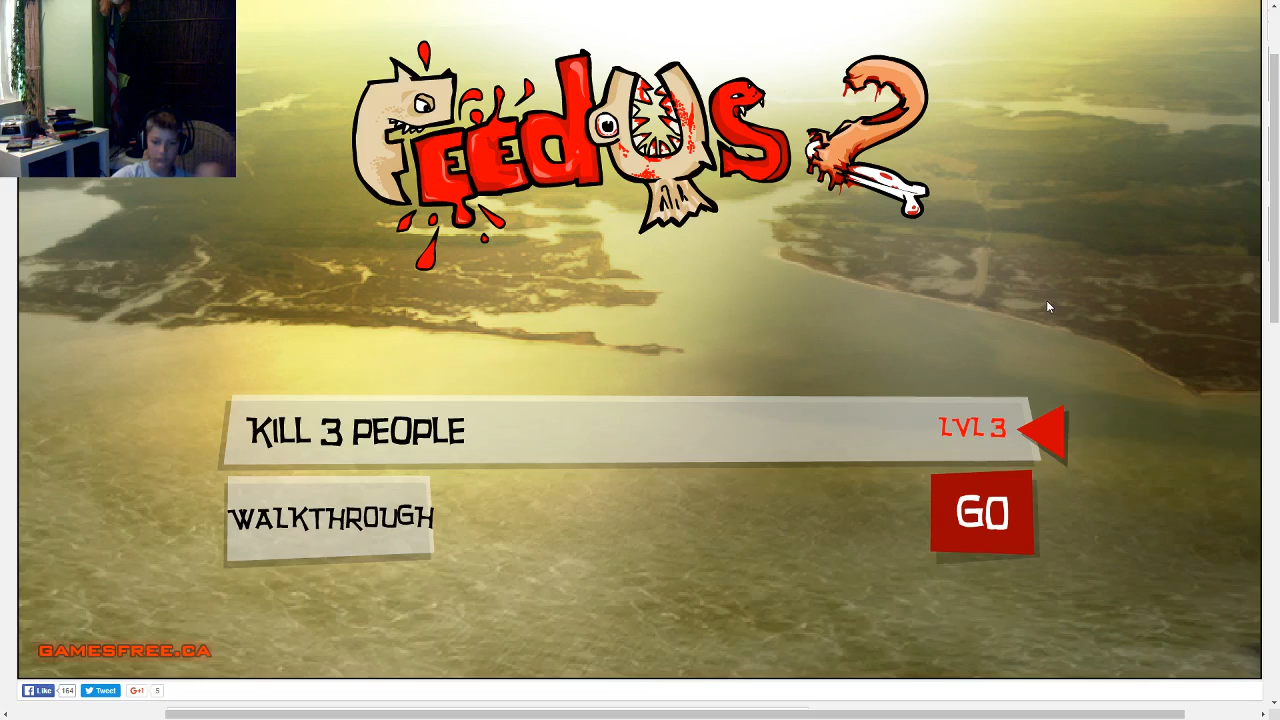 FEEDUS 2
KILL 3 PEOPLE
LVL 3
WALKTHROUGH
GO
GAMESFREE.CA
Like 164 Tweet G+1 5